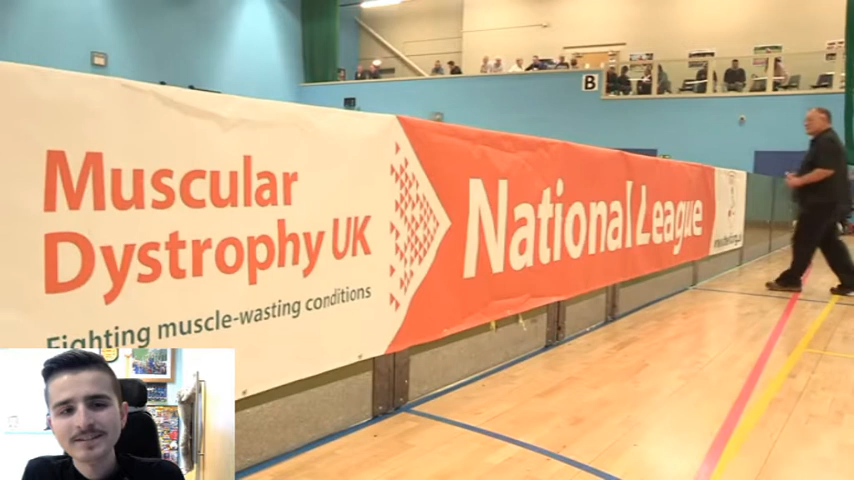 B
Muscular
Dystrophy UK
Fighting muscle-wasting conditions
National League